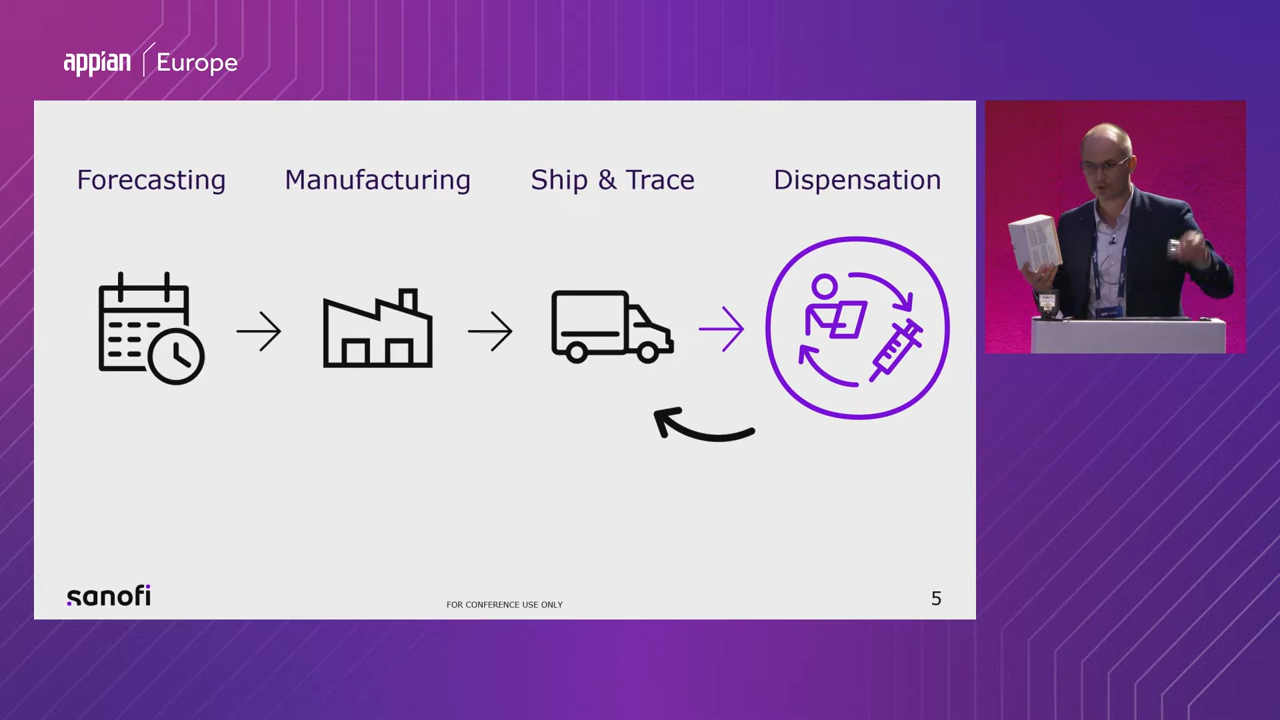 appian Europe
Forecasting Manufacturing Ship & Trace Dispensation
sanofi FOR CONFERENCE USE ONLY 5